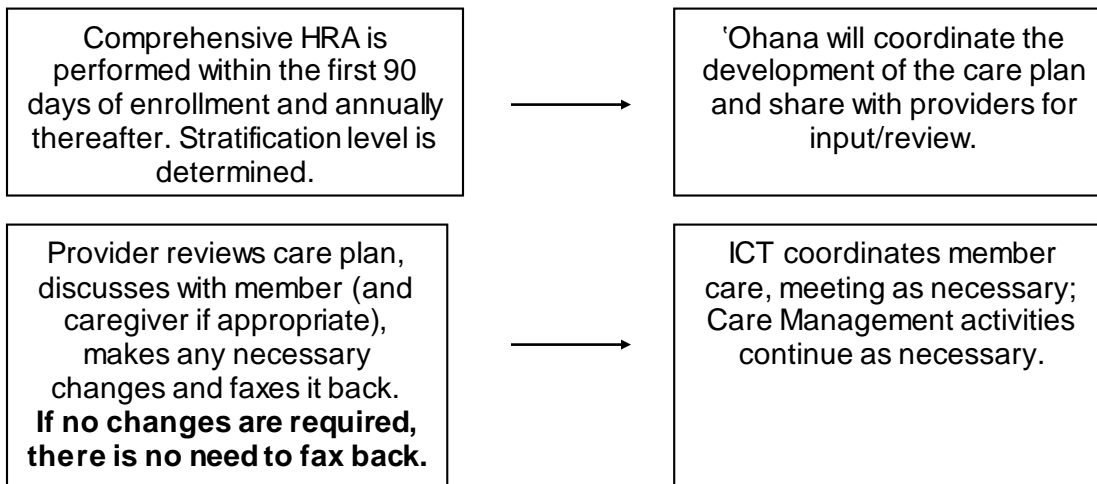 Comprehensive HRA is
performed within the first 90
days of enrollment and annually
thereafter. Stratification level is
determined.
‛Ohana will coordinate the
development of the care plan
and share with providers for
input/review.
Provider reviews care plan,
discusses with member (and
caregiver if appropriate),
makes any necessary
changes and faxes it back.
If no changes are required,
there is no need to fax back.
ICT coordinates member
care, meeting as necessary;
Care Management activities
continue as necessary.